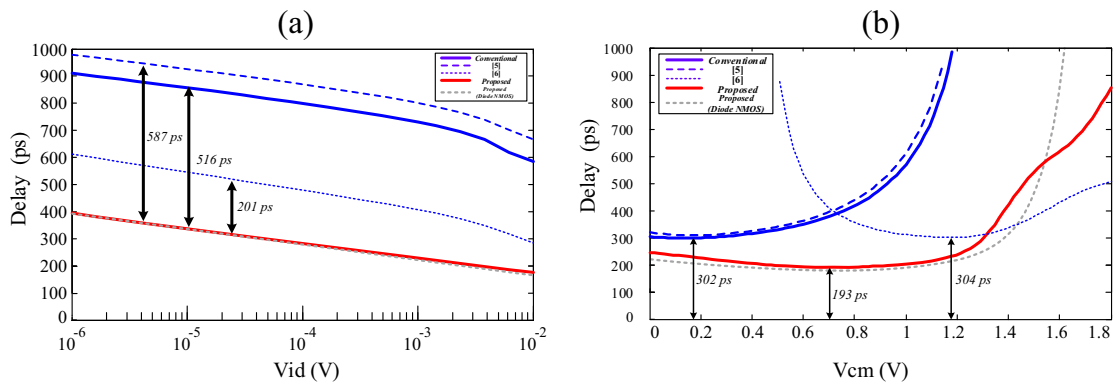 (a)
(b)
1000
900
800
700
600
500
400
300
200
100
0
Delay (ps)
Conventional
[5]
[6]
Proposed
Proposed
(Diode NMOS)
587 ps
516 ps
201 ps
10-6
10-5
10-4
10-3
10-2
Vid (V)
1000
900
800
700
600
500
400
300
200
100
0
Delay (ps)
Conventional
[5]
[6]
Proposed
Proposed
(Diode NMOS)
302 ps
193 ps
304 ps
0
0.2
0.4
0.6
0.8
1
1.2
1.4
1.6
1.8
Vcm (V)